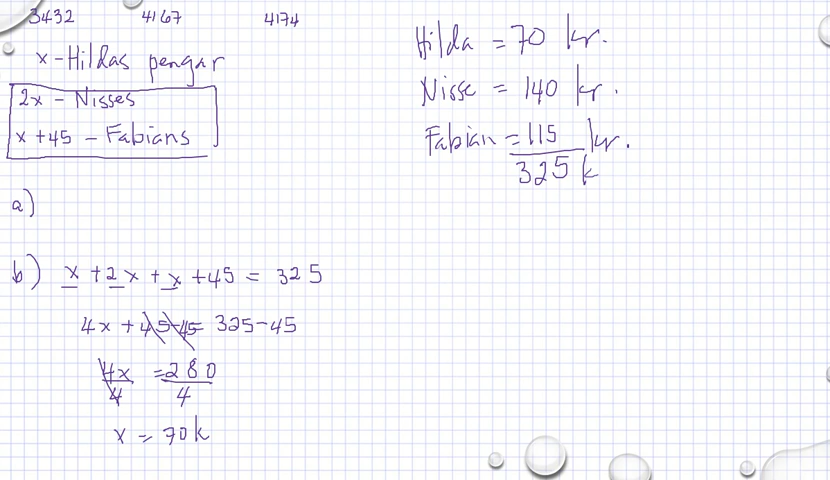 3432 4167 4174
x - Hildas pengar
2x - Nisses
x + 45 - Fabians
a)
b) x + 2x + x + 45 = 325
4x + 45 - 45 = 325 - 45
4x/4 = 280/4
x = 70k
Hilda = 70 kr.
Nisse = 140 kr.
Fabian = 115 kr.
325 k